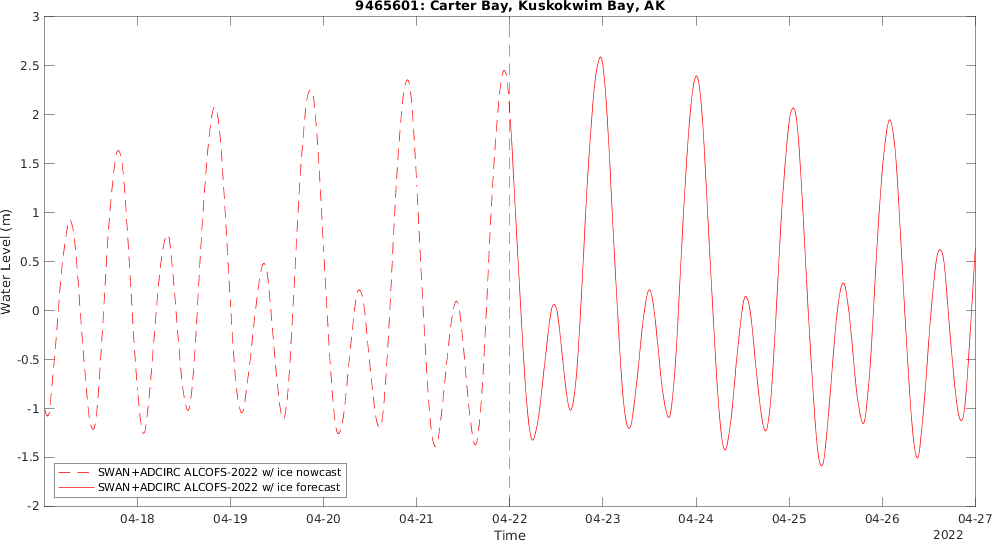 9465601: Carter Bay, Kuskokwim Bay, AK
3
2.5
2
1.5
1
0.5
0
-0.5
-1
-1.5
-2
Water Level (m)
SWAN+ADCIRC ALCOFS-2022 w/ ice nowcast
SWAN+ADCIRC ALCOFS-2022 w/ ice forecast
04-18 04-19 04-20 04-21 04-22 04-23 04-24 04-25 04-26 04-27
Time
2022